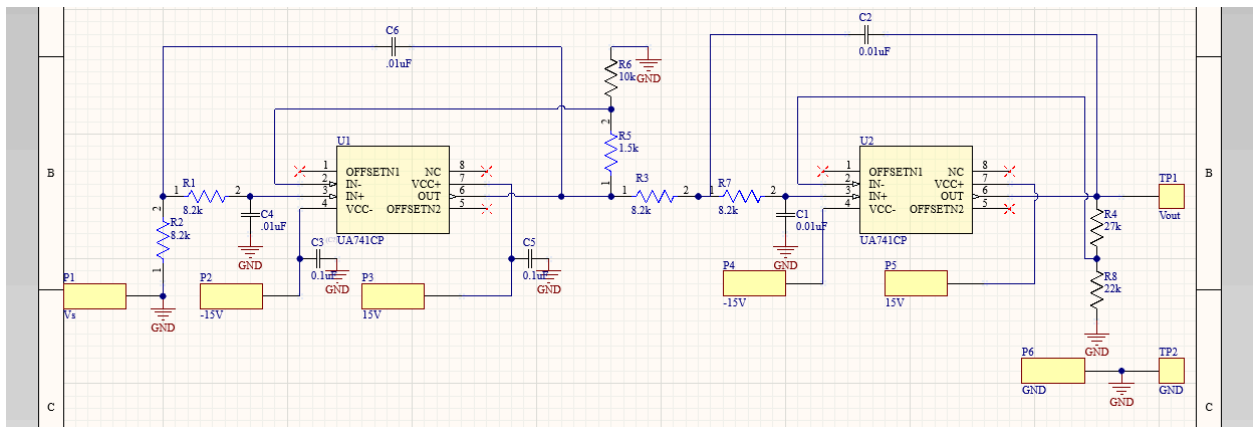 C6
.01uF
C2
0.01uF
R6
10k
GND
2
R5
1.5k
1
B
B
U1
1
OFFSETN1
NC
8
2
IN-
VCC+
7
3
IN+
OUT
6
4
VCC-
OFFSETN2
5
UA741CP
U2
1
OFFSETN1
NC
8
2
IN-
VCC+
7
3
IN+
OUT
6
4
VCC-
OFFSETN2
5
UA741CP
R1
1
2
8.2k
2
R2
8.2k
1
C4
.01uF
GND
R3
1
2
8.2k
R7
1
2
8.2k
C1
0.01uF
GND
TP1
Vout
R4
27k
R8
22k
GND
C3
0.1uF
GND
C5
0.1uF
GND
P1
Vs
GND
P2
-15V
P3
15V
P4
-15V
P5
15V
P6
GND
GND
TP2
GND
C
C